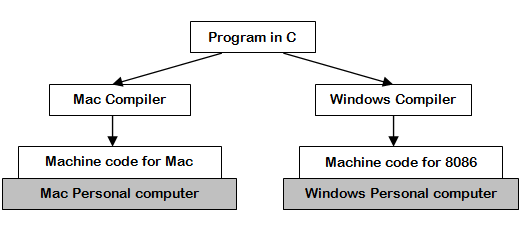 Program in C
Mac Compiler
Windows Compiler
Machine code for Mac
Machine code for 8086
Mac Personal computer
Windows Personal computer